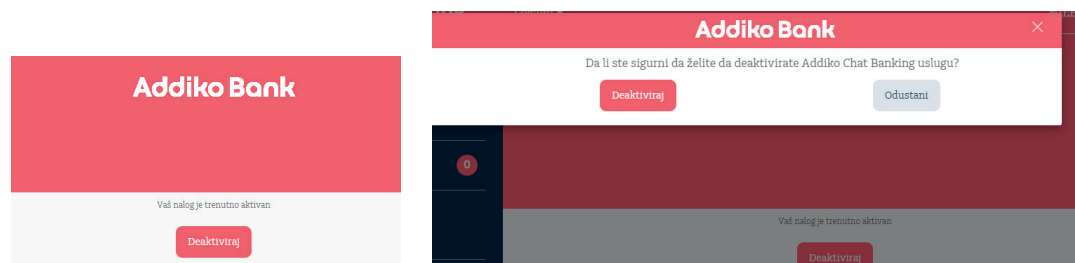 Addiko Bank
Vaš nalog je trenutno aktivan
Deaktiviraj
Addiko Bank
Da li ste sigurni da želite da deaktivirate Addiko Chat Banking uslugu?
Deaktiviraj
Odustani
0
Vaš nalog je trenutno aktivan
Deaktiviraj